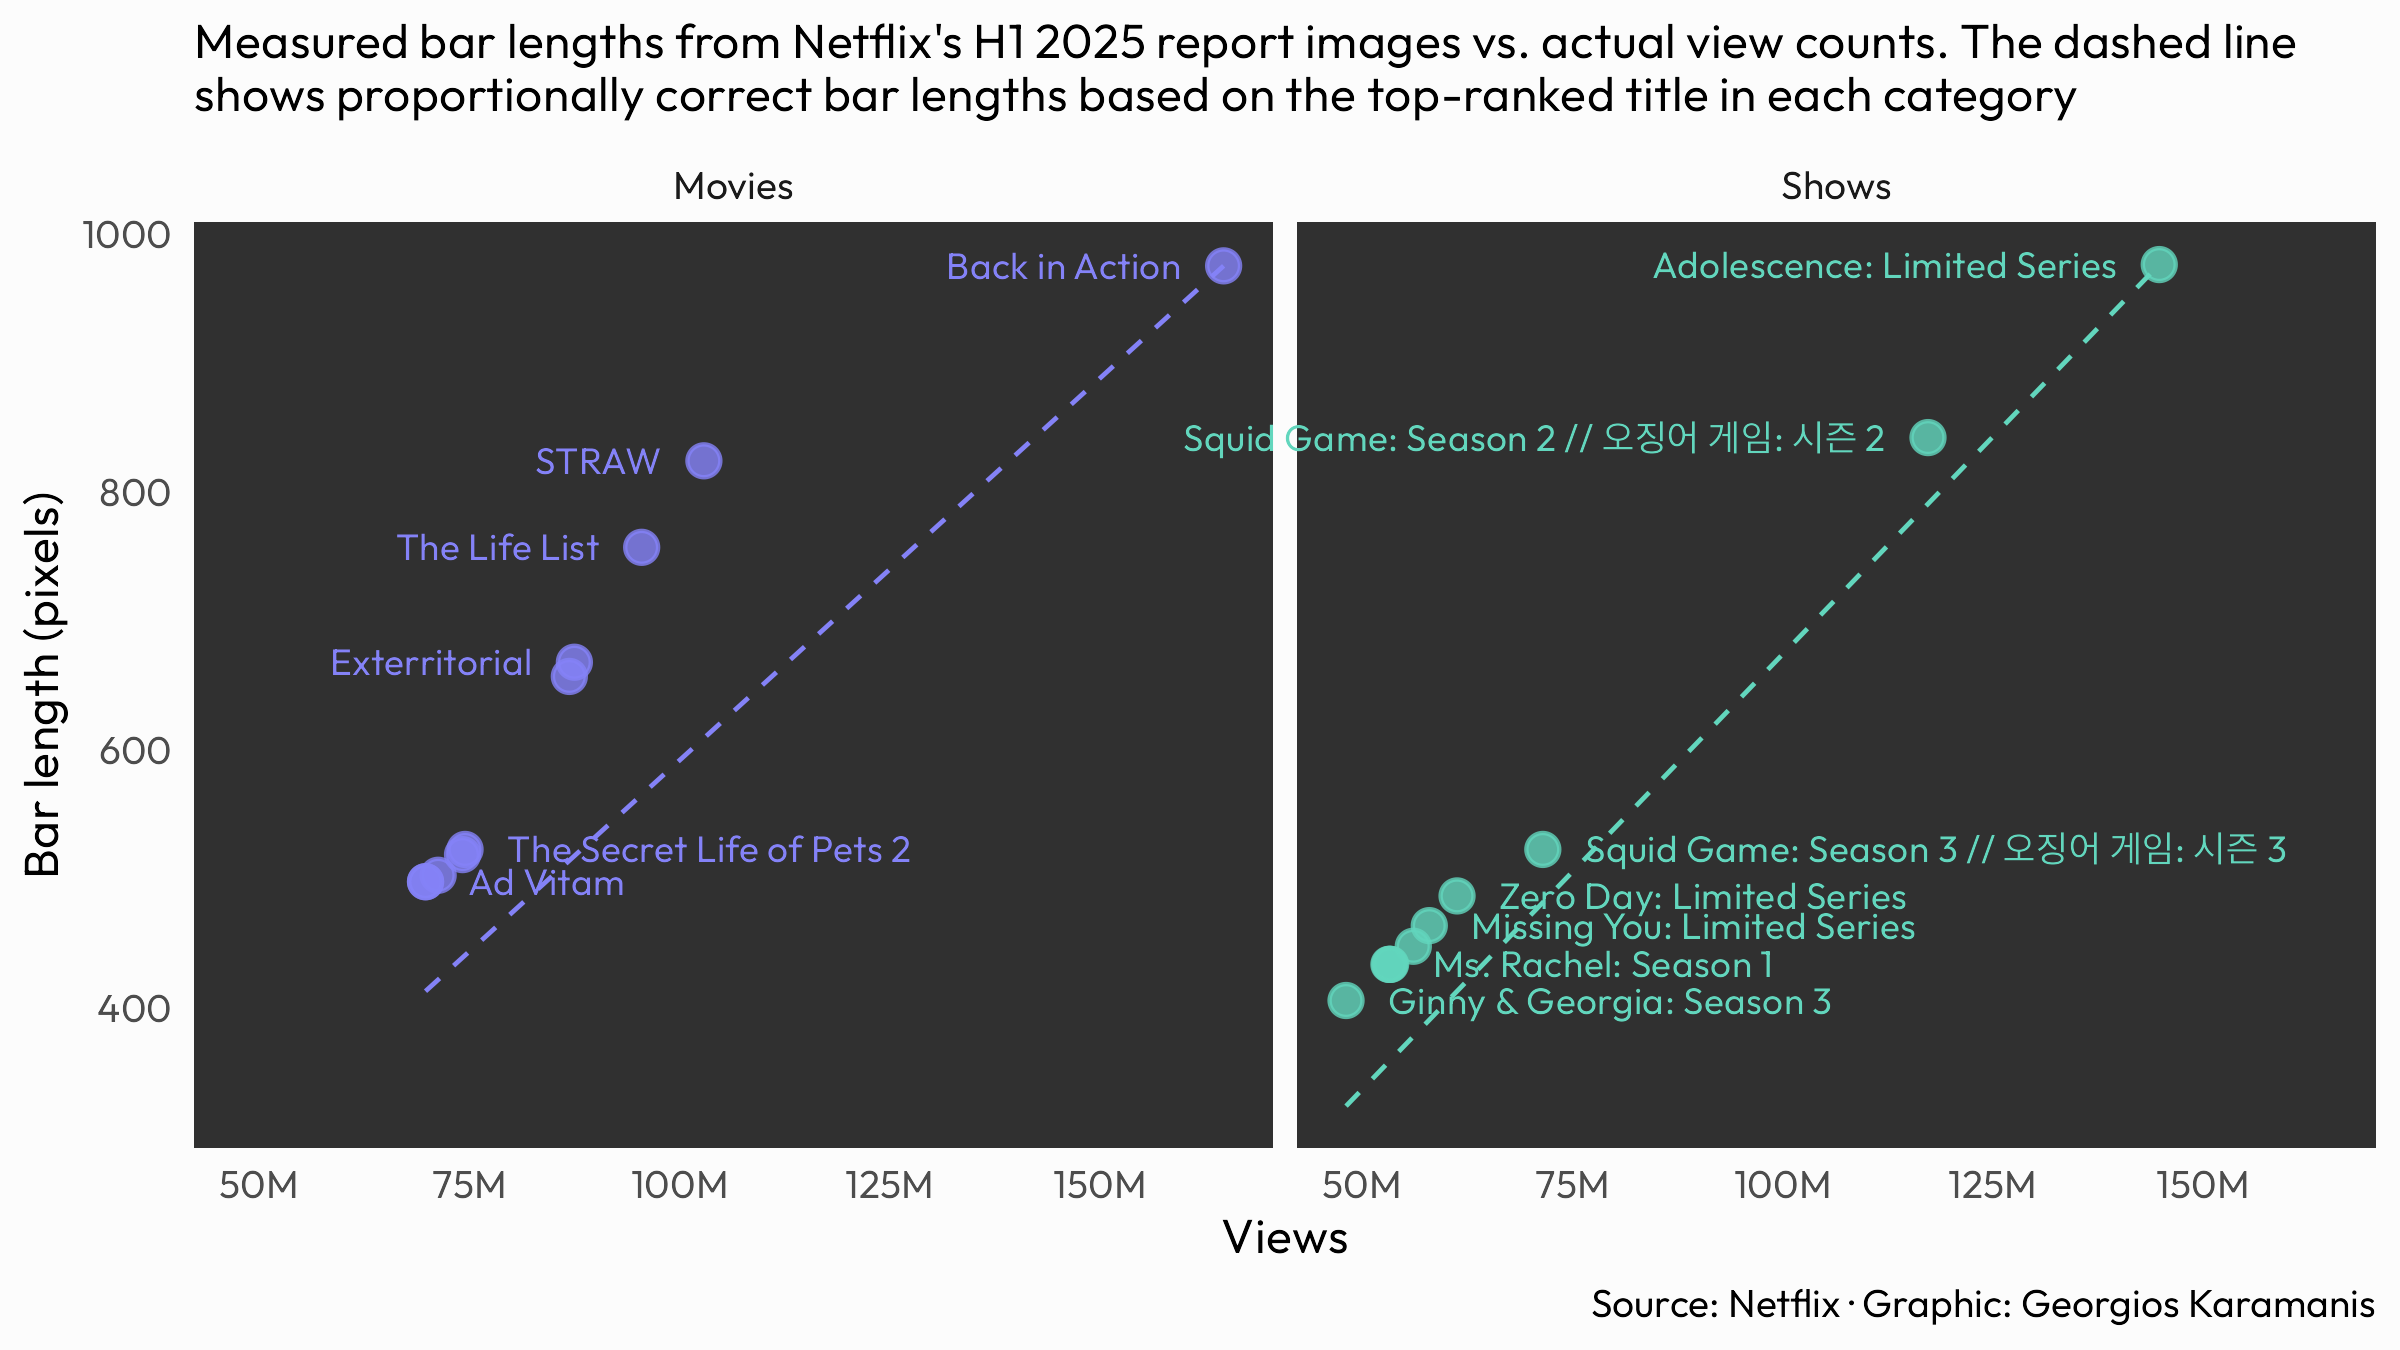 Measured bar lengths from Netflix's H1 2025 report images vs. actual view counts. The dashed line
shows proportionally correct bar lengths based on the top-ranked title in each category
Movies
Shows
Bar length (pixels)
1000
800
600
400
Back in Action
STRAW
The Life List
Exterritorial
The Secret Life of Pets 2
Ad Vitam
Adolescence: Limited Series
Squid Game: Season 2 // 오징어 게임: 시즌 2
Squid Game: Season 3 // 오징어 게임: 시즌 3
Zero Day: Limited Series
Missing You: Limited Series
Ms. Rachel: Season 1
Ginny & Georgia: Season 3
50M 75M 100M 125M 150M
50M 75M 100M 125M 150M
Views
Source: Netflix · Graphic: Georgios Karamanis